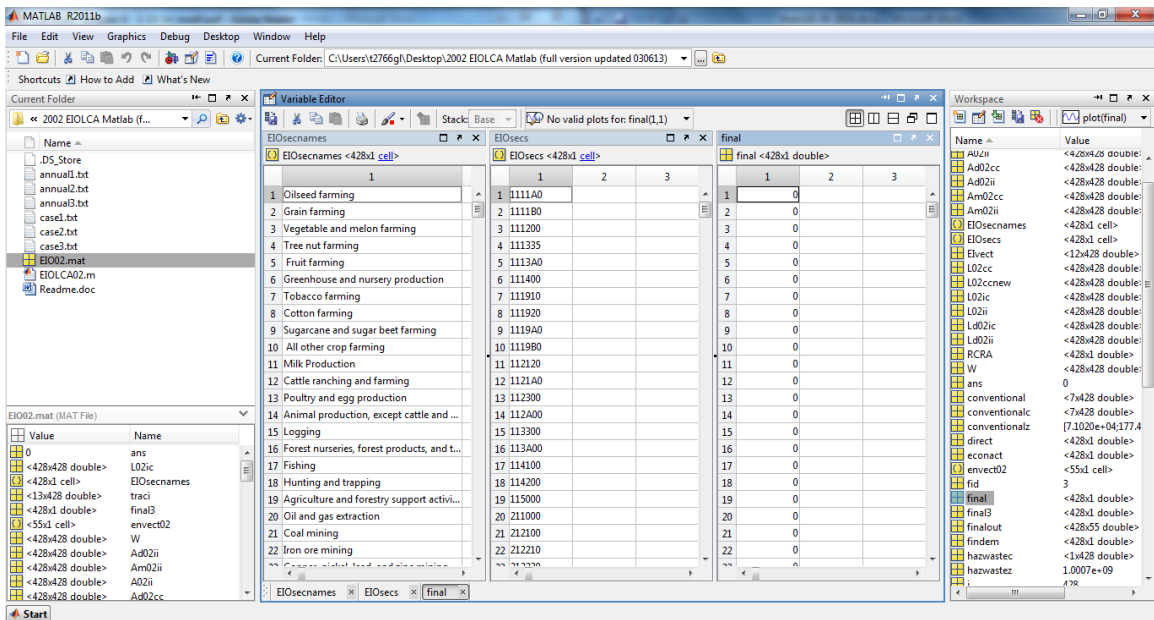 MATLAB R2011b
File Edit View Graphics Debug Desktop Window Help
Current Folder: C:\Users\t2766gl\Desktop\2002 EIOLCA Matlab (full version updated 030613)
Shortcuts How to Add What's New
Current Folder
« 2002 EIOLCA Matlab (f...
Name
.DS_Store
annual1.txt
annual2.txt
annual3.txt
case1.txt
case2.txt
case3.txt
EIO02.mat
EIOLCA02.m
Readme.doc
EIO02.mat (MAT File)
Value Name
0 ans
<428x428 double> L02ic
<428x1 cell> EIOsecnames
<13x428 double> traci
<428x1 double> final3
<55x1 cell> envect02
<428x428 double> W
<428x428 double> Ad02ii
<428x428 double> Am02ii
<428x428 double> A02ii
<428x428 double> Ad02cc
Variable Editor
Stack: Base No valid plots for: final(1,1)
EIOsecnames
EIOsecnames <428x1 cell>
1
1 Oilseed farming
2 Grain farming
3 Vegetable and melon farming
4 Tree nut farming
5 Fruit farming
6 Greenhouse and nursery production
7 Tobacco farming
8 Cotton farming
9 Sugarcane and sugar beet farming
10 All other crop farming
11 Milk Production
12 Cattle ranching and farming
13 Poultry and egg production
14 Animal production, except cattle and ...
15 Logging
16 Forest nurseries, forest products, and t...
17 Fishing
18 Hunting and trapping
19 Agriculture and forestry support activi...
20 Oil and gas extraction
21 Coal mining
22 Iron ore mining
EIOsecs
EIOsecs <428x1 cell>
1 2 3
1 1111A0
2 1111B0
3 111200
4 111335
5 1113A0
6 111400
7 111910
8 111920
9 1119A0
10 1119B0
11 112120
12 1121A0
13 112300
14 112A00
15 113300
16 113A00
17 114100
18 114200
19 115000
20 211000
21 212100
22 212210
final
final <428x1 double>
1 2 3
1 0
2 0
3 0
4 0
5 0
6 0
7 0
8 0
9 0
10 0
11 0
12 0
13 0
14 0
15 0
16 0
17 0
18 0
19 0
20 0
21 0
22 0
EIOsecnames EIOsecs final
Workspace
plot(final)
Name Value
A02ii <428x428 double>
Ad02cc <428x428 double>
Ad02ii <428x428 double>
Am02cc <428x428 double>
Am02ii <428x428 double>
EIOsecnames <428x1 cell>
EIOsecs <428x1 cell>
EIvect <12x428 double>
L02cc <428x428 double>
L02ccnew <428x428 double>
L02ic <428x428 double>
L02ii <428x428 double>
Ld02ic <428x428 double>
Ld02ii <428x428 double>
RCRA <428x1 double>
W <428x428 double>
ans 0
conventional <7x428 double>
conventionalc <7x428 double>
conventionalz [7.1020e+04;177.4
direct <428x1 double>
econact <428x1 double>
envect02 <55x1 cell>
fid 3
final <428x1 double>
final3 <428x1 double>
finalout <428x55 double>
findem <428x1 double>
hazwastec <1x428 double>
hazwastez 1.0007e+09
i 428
Start